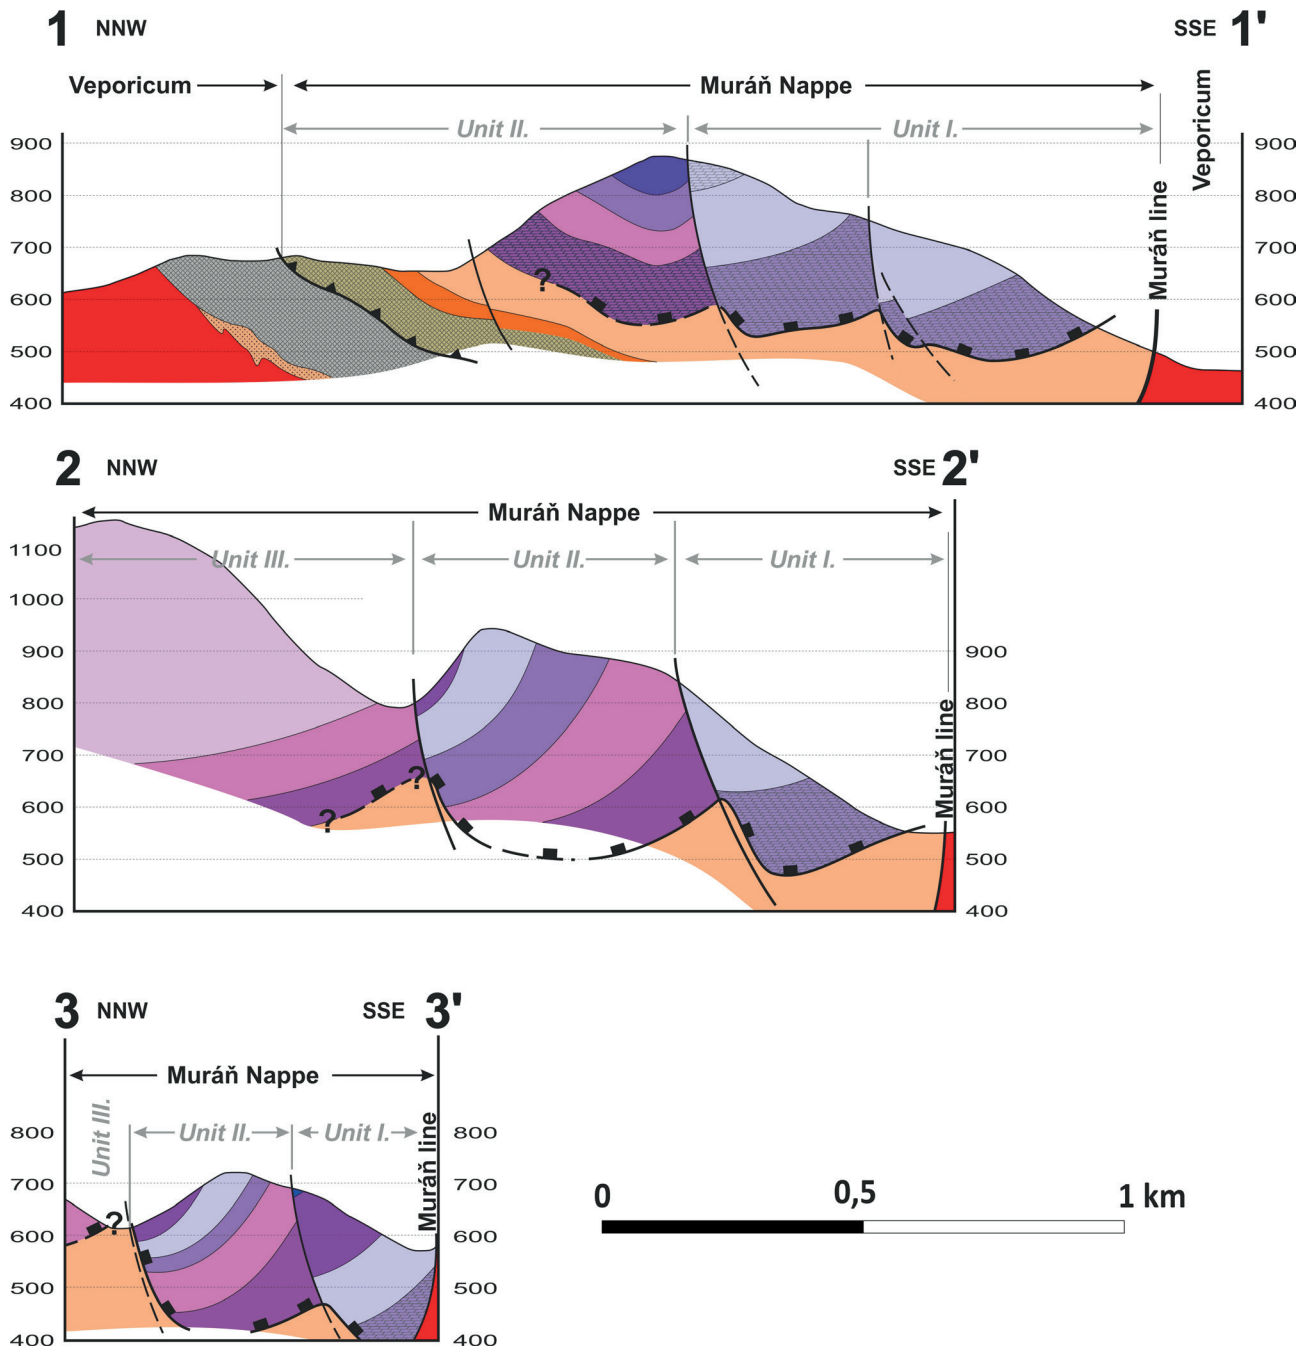 1 NNW
SSE 1'
Veporicum
Muráň Nappe
Veporicum
Unit II.
Unit I.
900
800
700
600
500
400
900
800
700
600
500
400
?
Muráň line
2 NNW
SSE 2'
Muráň Nappe
Unit III.
Unit II.
Unit I.
1100
1000
900
800
700
600
500
400
900
800
700
600
500
400
?
?
Muráň line
3 NNW
SSE 3'
Muráň Nappe
Unit III.
Unit II.
Unit I.
800
700
600
500
400
800
700
600
500
400
?
Muráň line
0
0,5
1 km